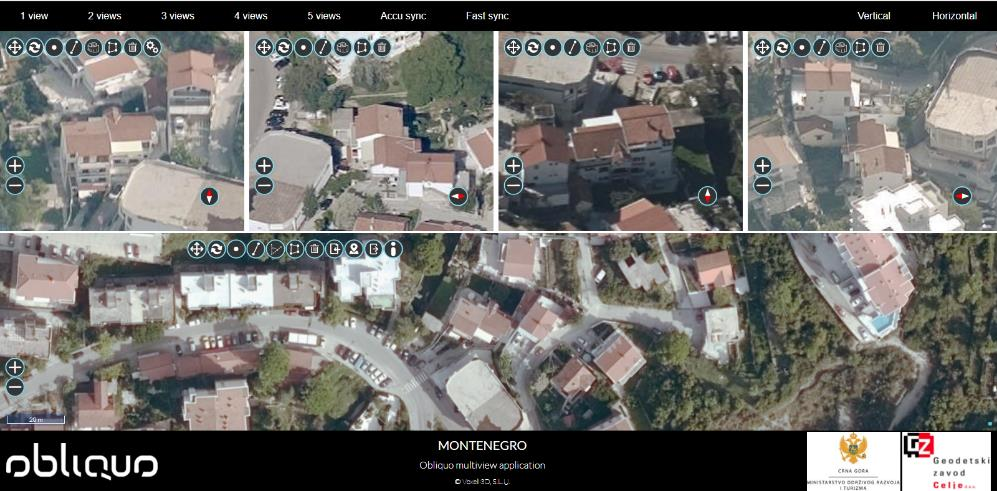 1 view 2 views 3 views 4 views 5 views Accu sync Fast sync Vertical Horizontal
20 m
obliquo
MONTENEGRO
Obliquo multiview application
© Voxel 3D, S.L.U.
CRNA GORA
MINISTARSTVO ODRŽIVOG RAZVOJA
I TURIZMA
GZ
Geodetski
zavod
Celje d.o.o.